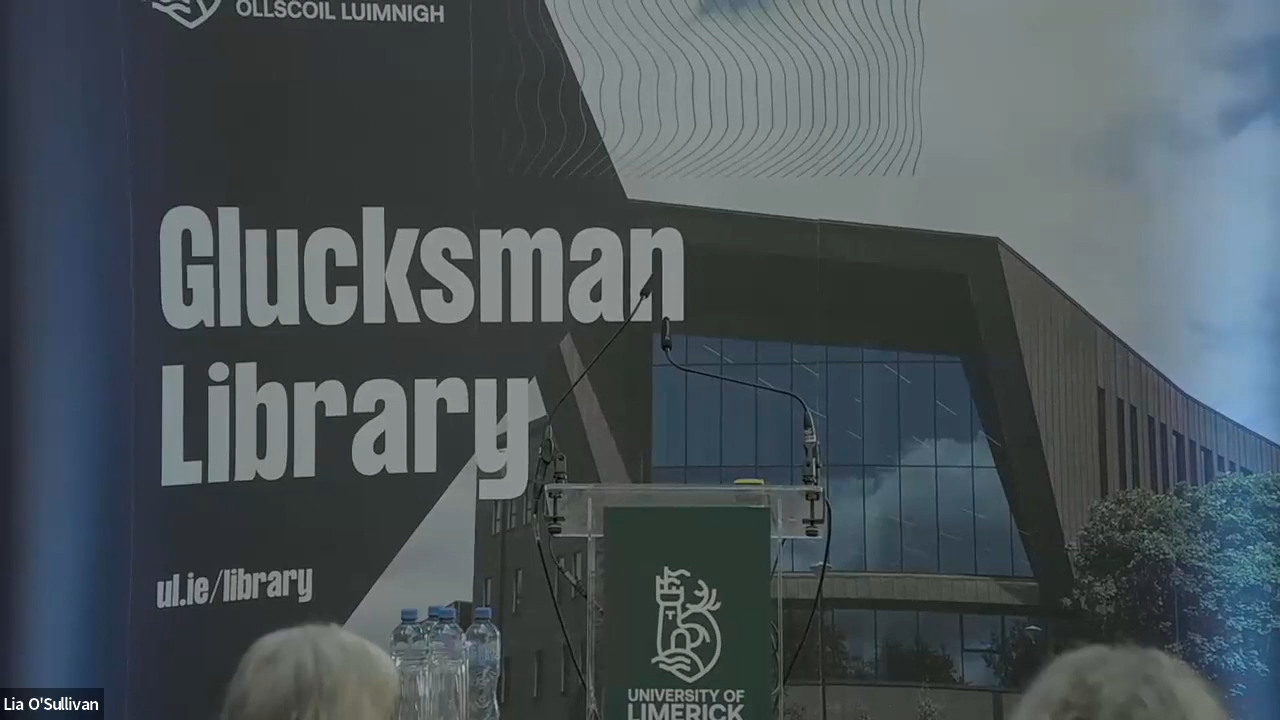 OLLSCOIL LUIMNIGH
Glucksman
Library
ul.ie/library
UNIVERSITY OF
LIMERICK
Lia O'Sullivan